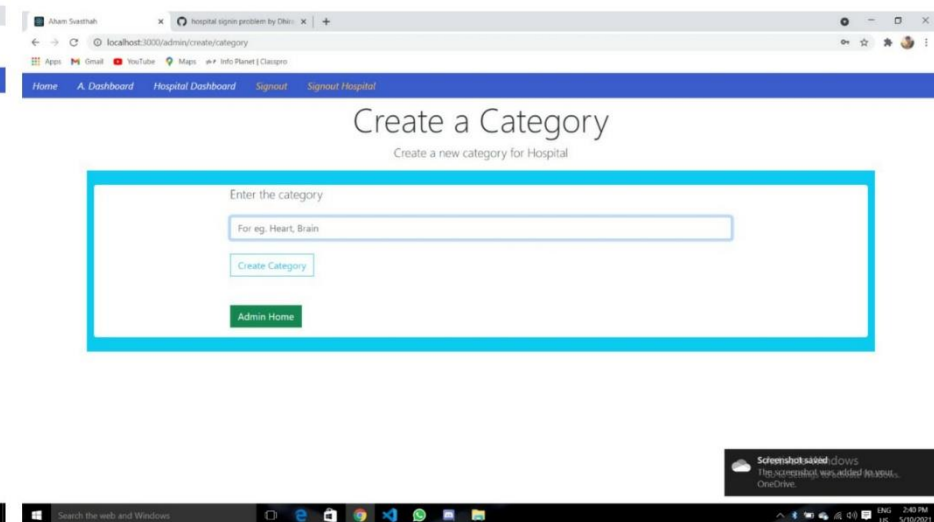 Aham Svasthah
hospital signin problem by Dhiru
localhost:3000/admin/create/category
Apps Gmail YouTube Maps Info Planet | Classpro
Home A. Dashboard Hospital Dashboard Signout Signout Hospital
Create a Category
Create a new category for Hospital
Enter the category
For eg. Heart, Brain
Create Category
Admin Home
Screenshot saved
The screenshot was added to your
OneDrive.
Search the web and Windows
ENG 2:40 PM
US 5/10/2021